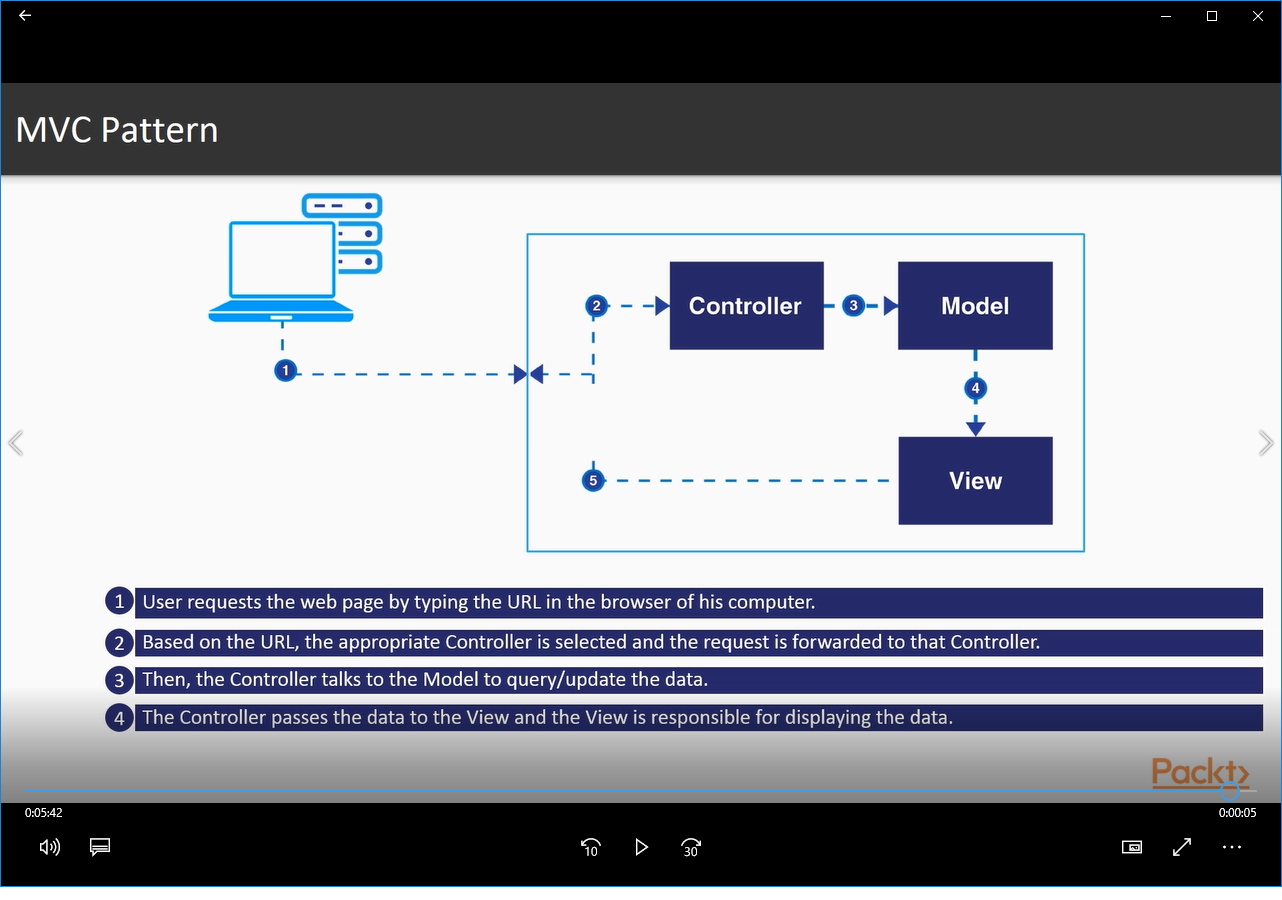 MVC Pattern
2 Controller 3 Model
1
4
5 View
1 User requests the web page by typing the URL in the browser of his computer.
2 Based on the URL, the appropriate Controller is selected and the request is forwarded to that Controller.
3 Then, the Controller talks to the Model to query/update the data.
4 The Controller passes the data to the View and the View is responsible for displaying the data.
Packt>
0:05:42 0:00:05
10 30